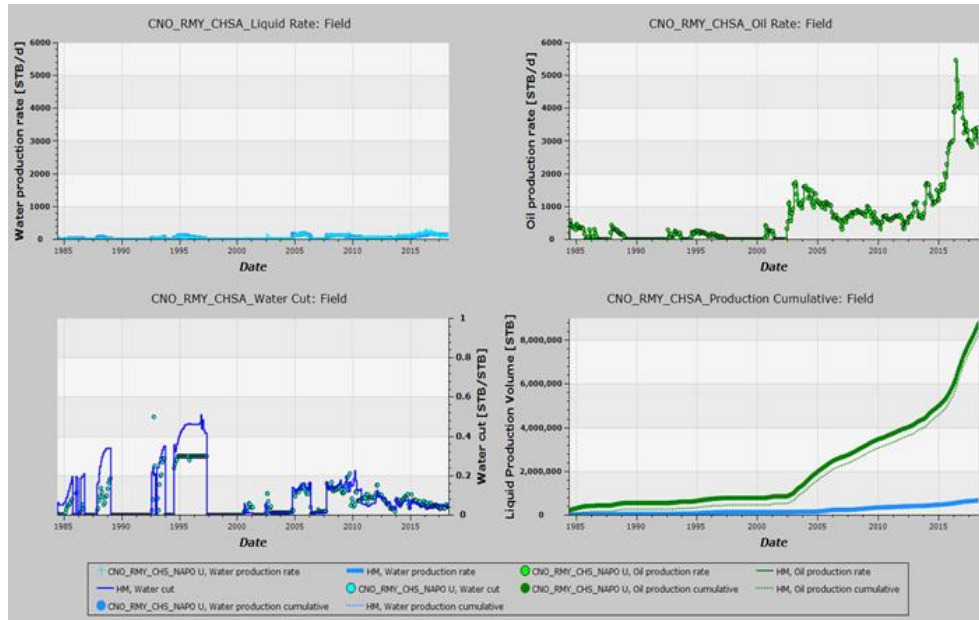 CNO_RMY_CHSA_Liquid Rate: Field
Water production rate [STB/d]
6000
5000
4000
3000
2000
1000
0
1985 1990 1995 2000 2005 2010 2015
Date
CNO_RMY_CHSA_Oil Rate: Field
Oil production rate [STB/d]
6000
5000
4000
3000
2000
1000
0
1985 1990 1995 2000 2005 2010 2015
Date
CNO_RMY_CHSA_Water Cut: Field
1
0.8
0.6
0.4
0.2
0
Water cut [STB/STB]
1985 1990 1995 2000 2005 2010 2015
Date
CNO_RMY_CHSA_Production Cumulative: Field
Liquid Production Volume [STB]
8,000,000
6,000,000
4,000,000
2,000,000
0
1985 1990 1995 2000 2005 2010 2015
Date
CNO_RMY_CHS_NAPO U, Water production rate HM, Water production rate CNO_RMY_CHS_NAPO U, Oil production rate HM, Oil production rate
HM, Water cut CNO_RMY_CHS_NAPO U, Water cut CNO_RMY_CHS_NAPO U, Oil production cumulative HM, Oil production cumulative
CNO_RMY_CHS_NAPO U, Water production cumulative HM, Water production cumulative